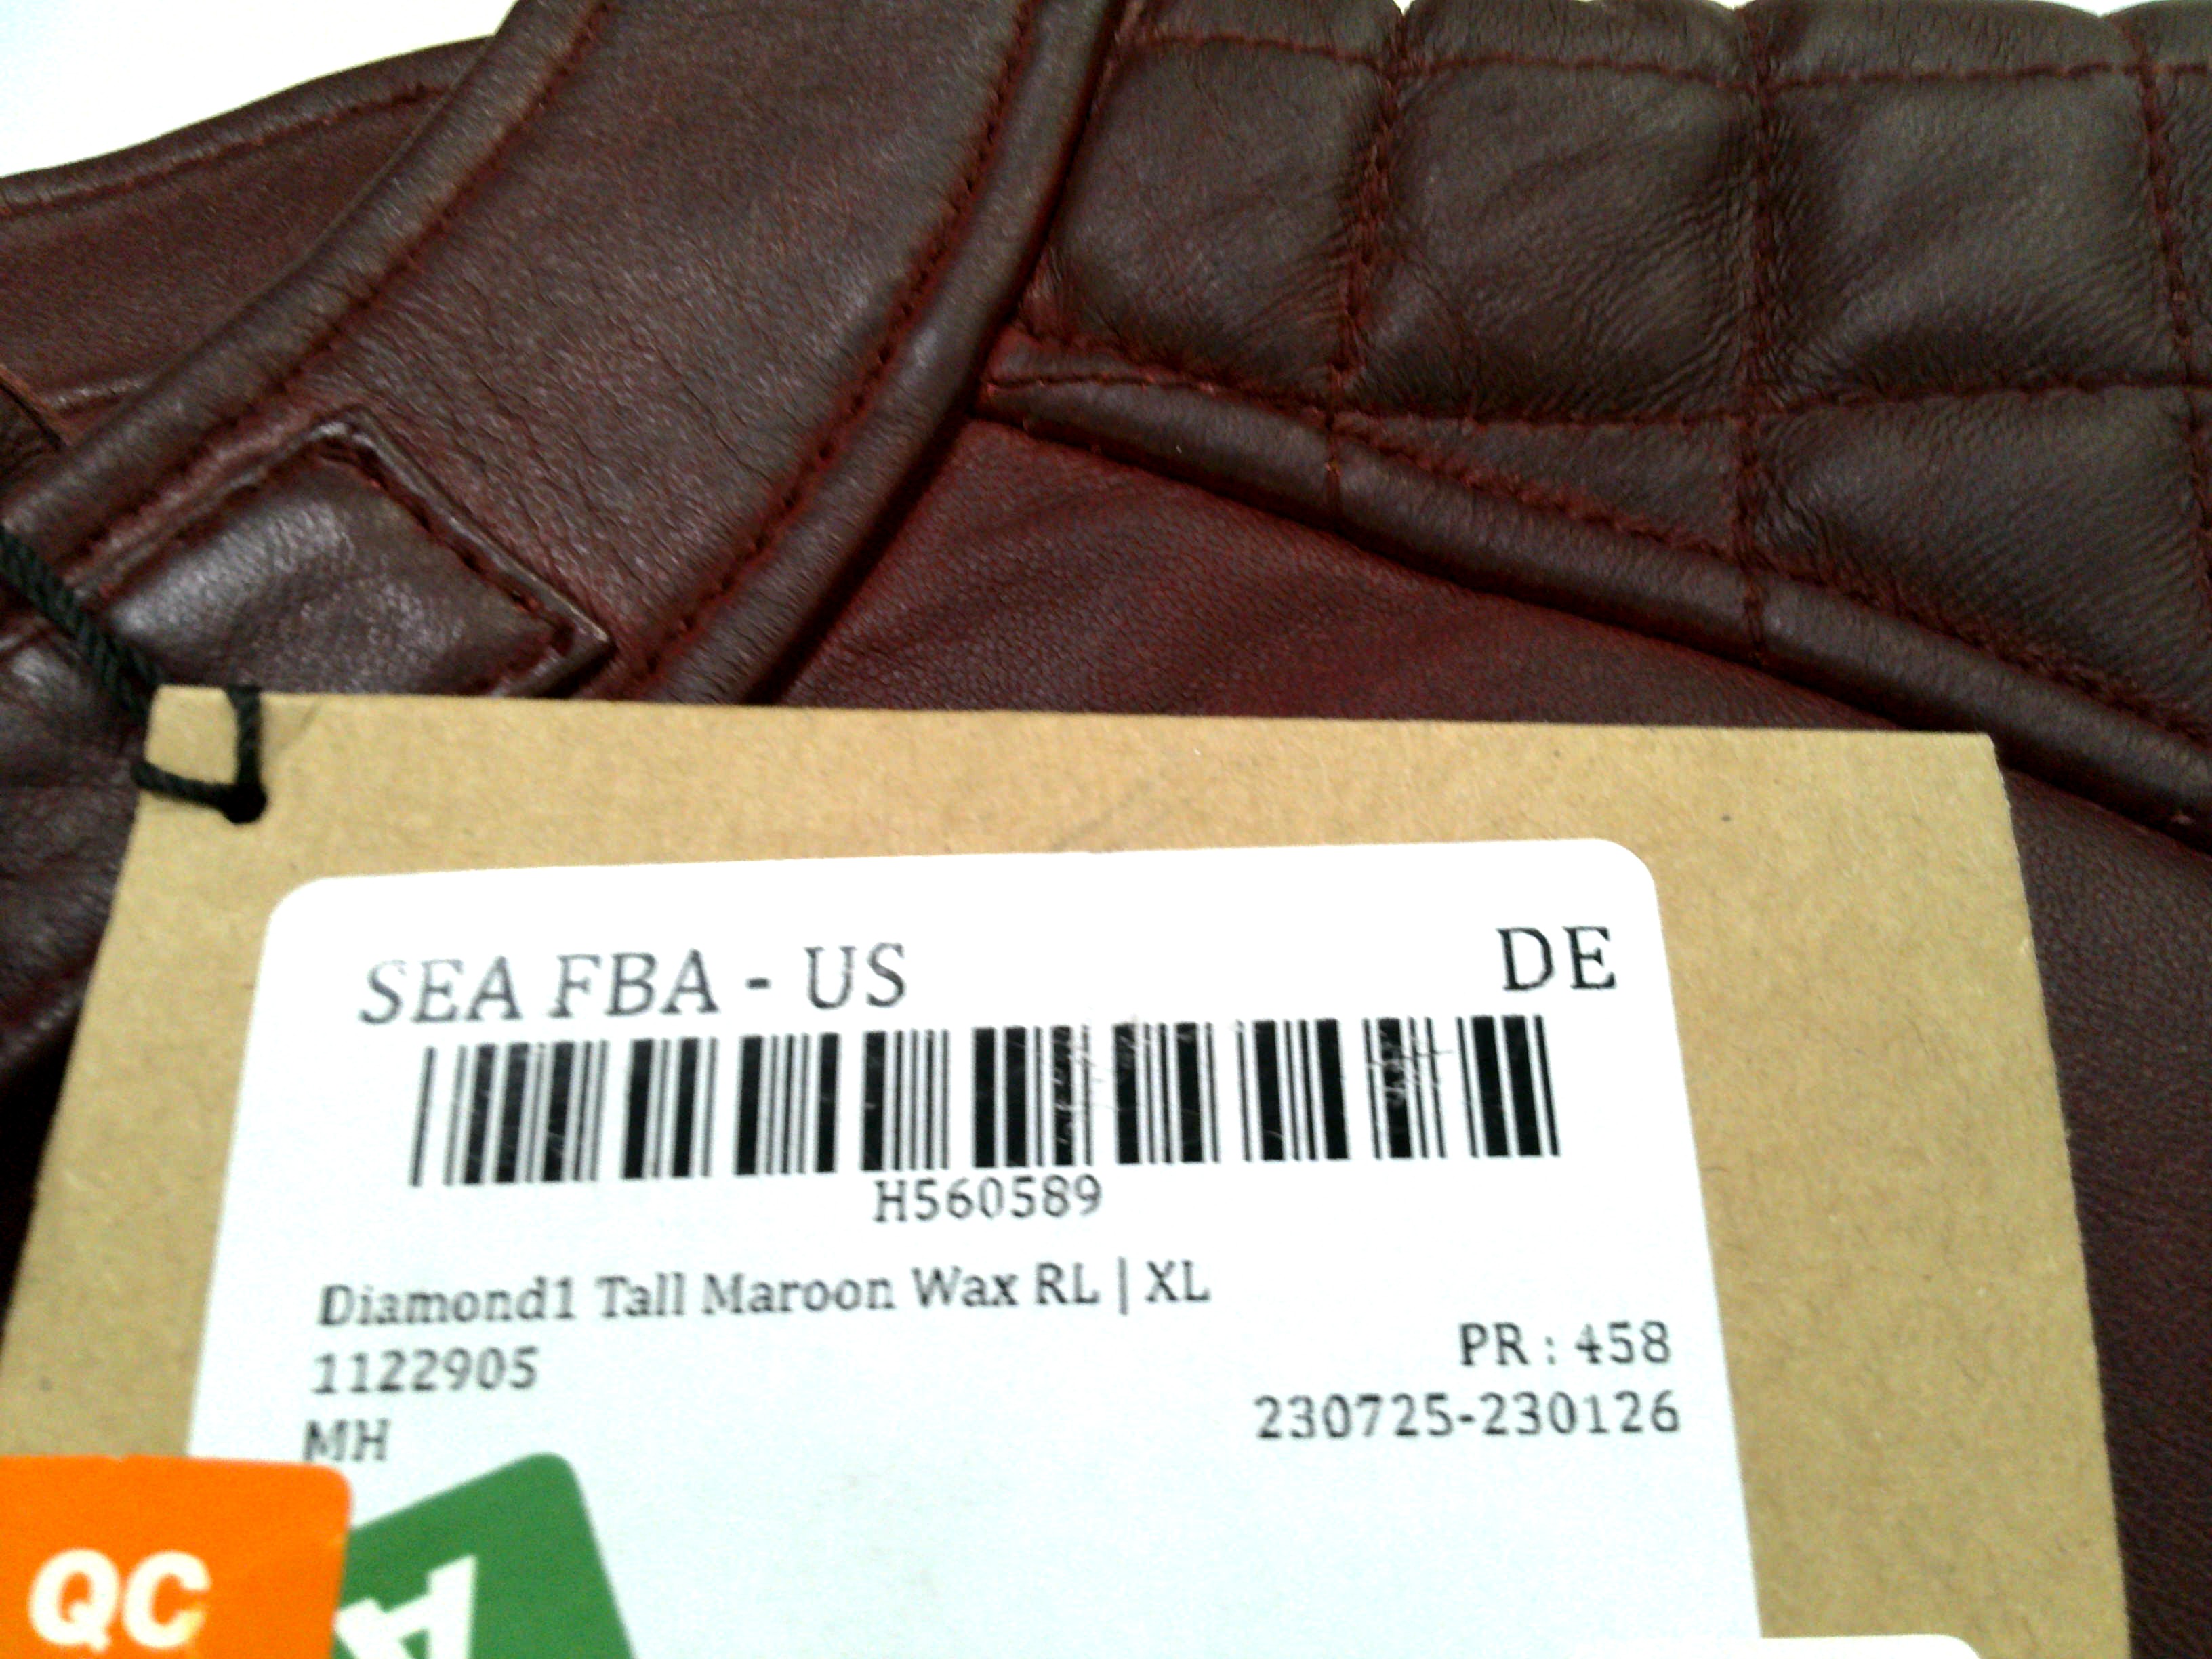 SEA FBA - US DE
H560589
Diamond1 Tall Maroon Wax RL | XL
1122905 PR : 458
MH 230725-230126
QC
A